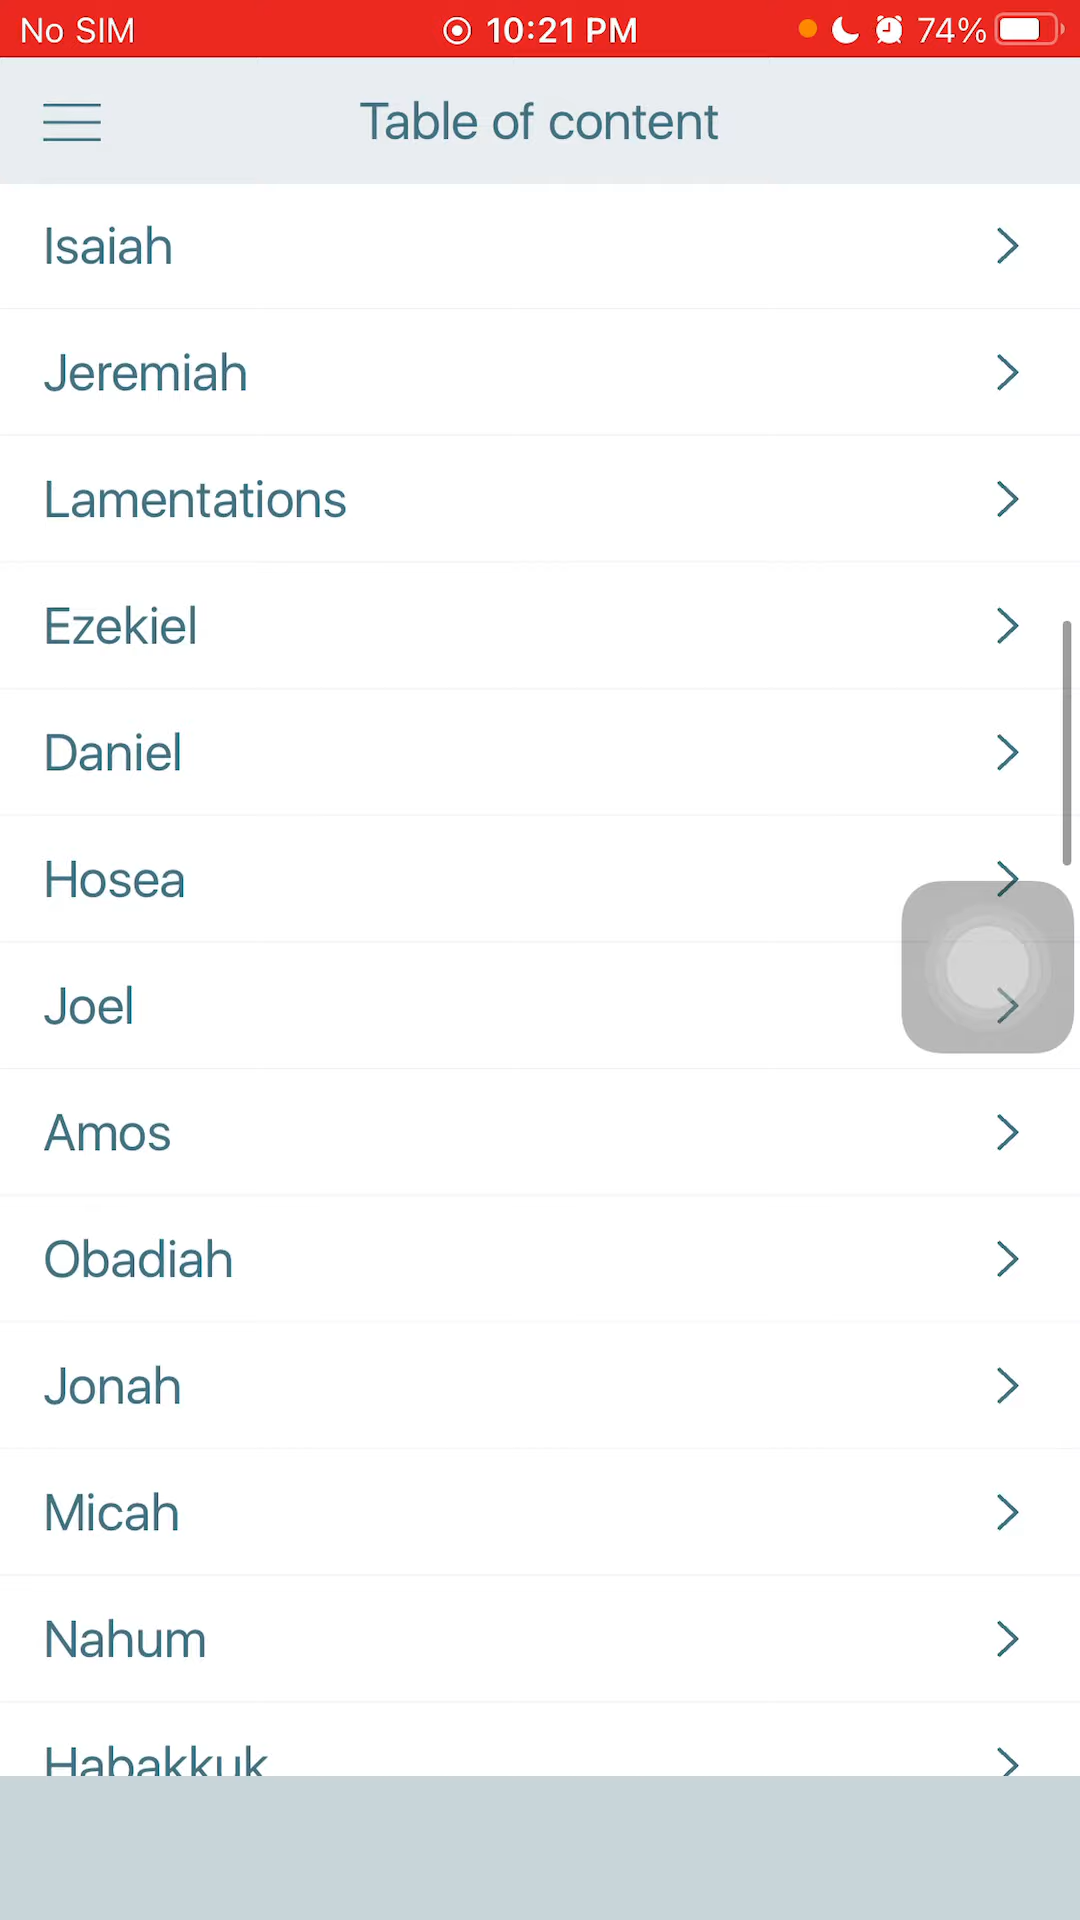 No SIM 10:21 PM 74%
Table of content
Isaiah
Jeremiah
Lamentations
Ezekiel
Daniel
Hosea
Joel
Amos
Obadiah
Jonah
Micah
Nahum
Habakkuk